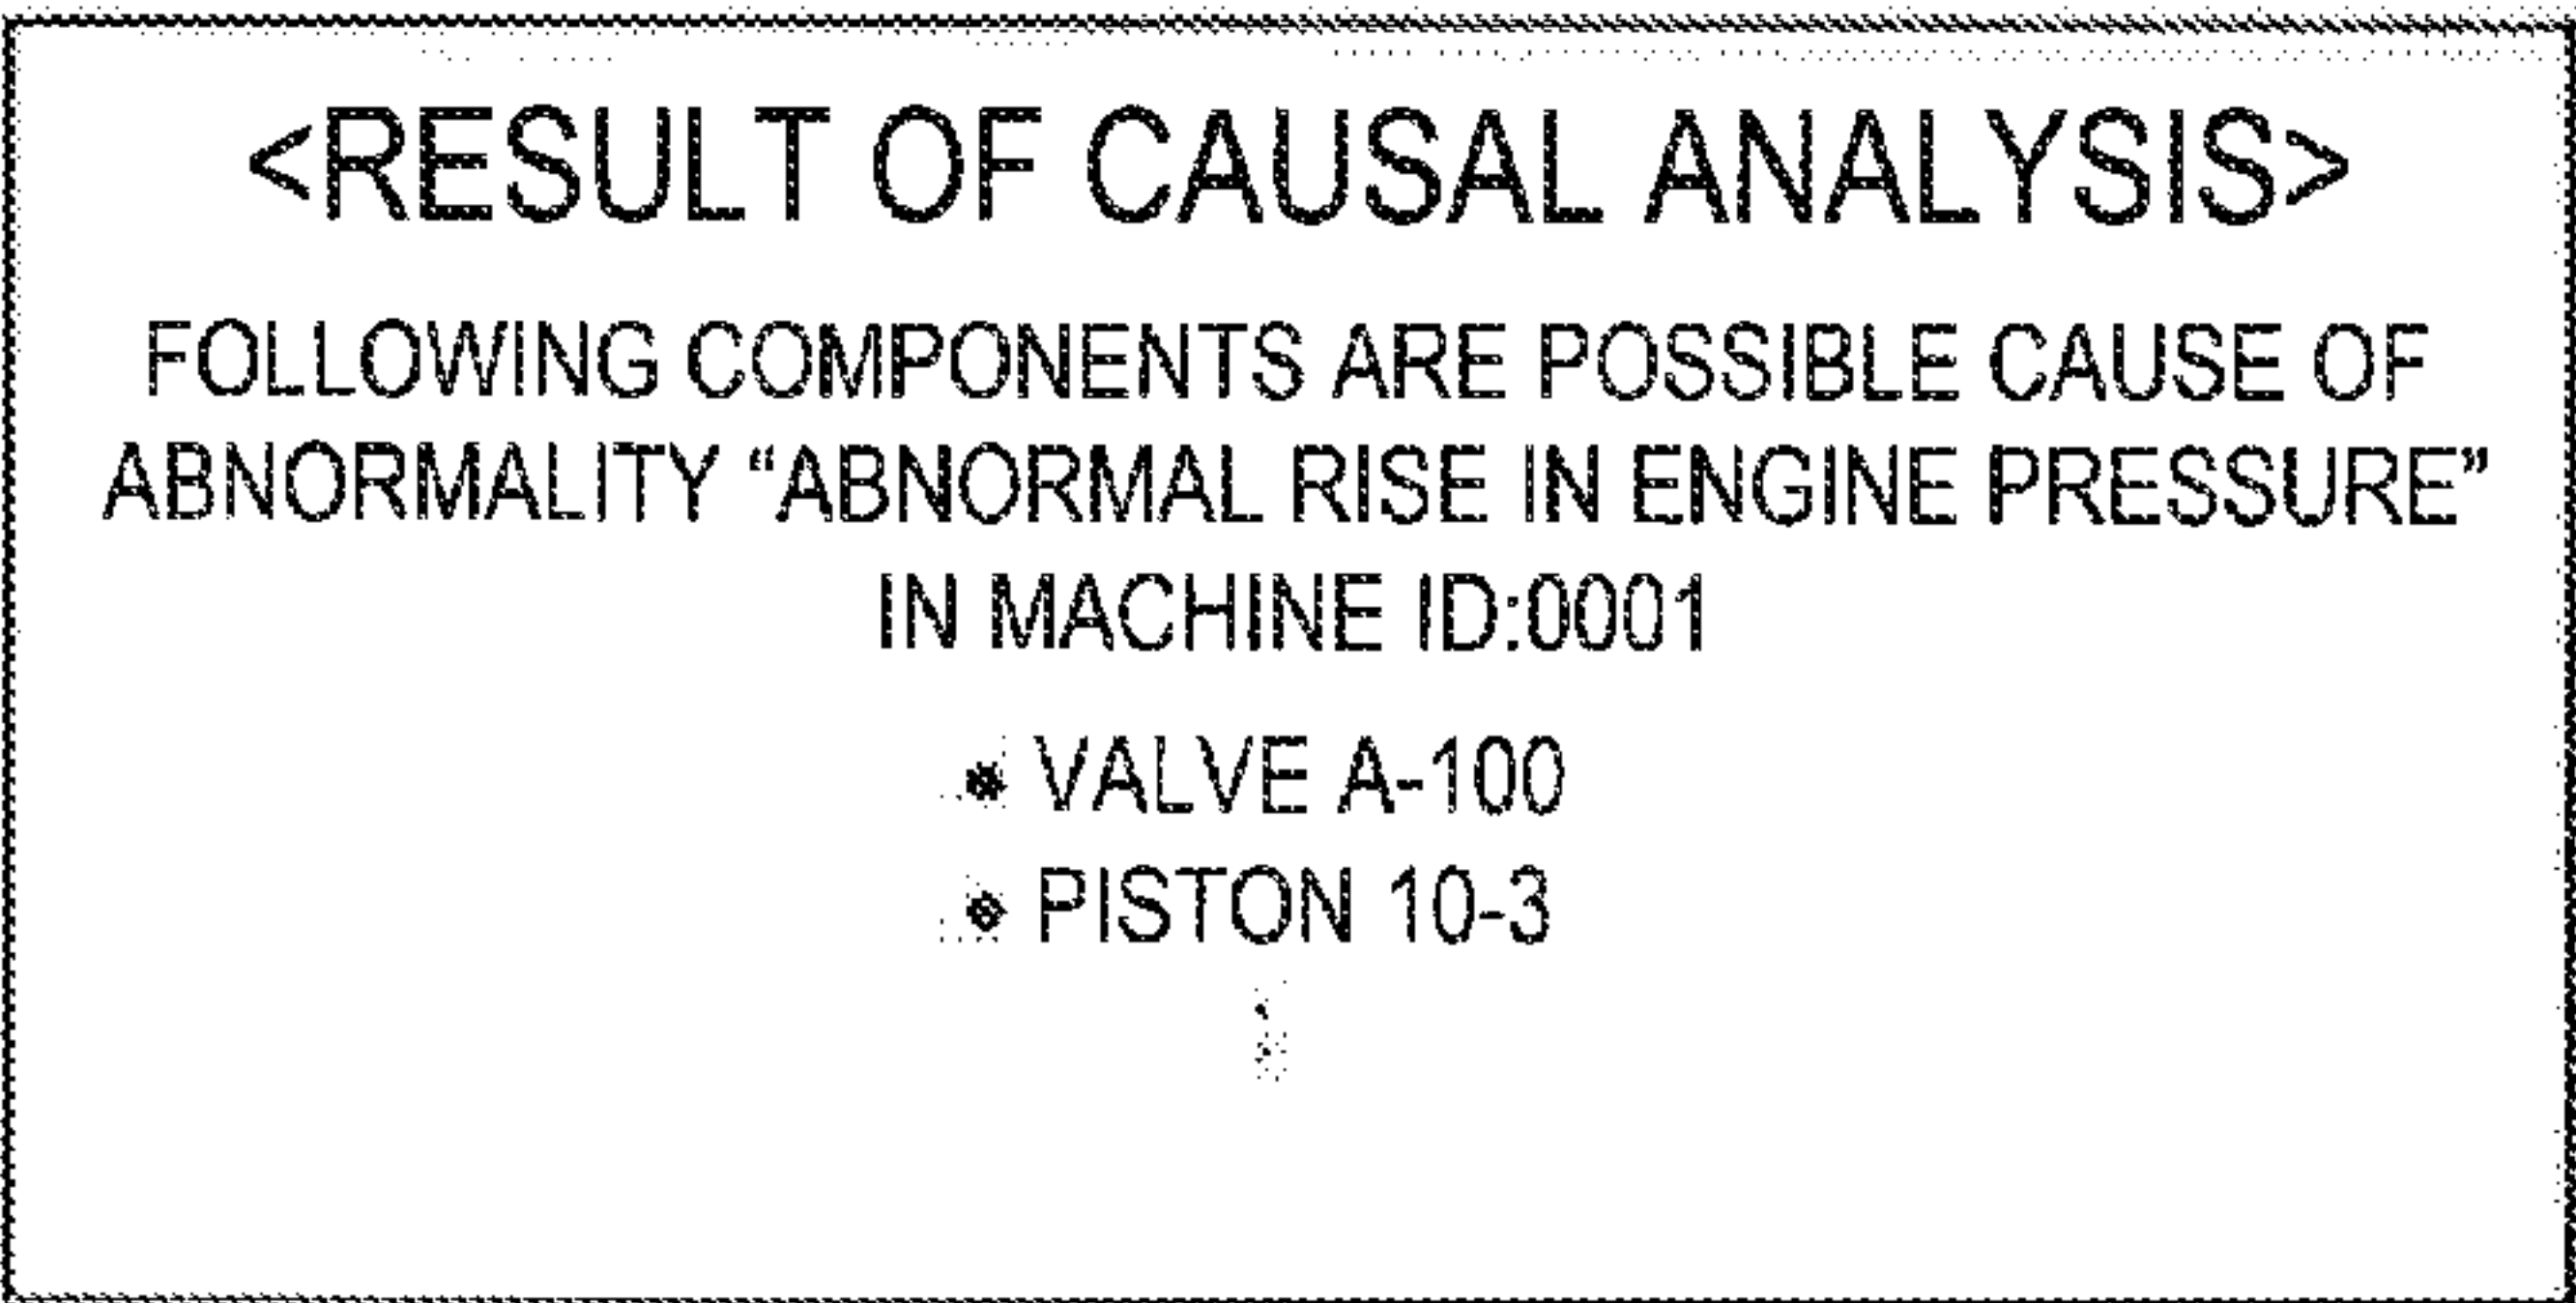 <RESULT OF CAUSAL ANALYSIS>
FOLLOWING COMPONENTS ARE POSSIBLE CAUSE OF
ABNORMALITY “ABNORMAL RISE IN ENGINE PRESSURE”
IN MACHINE ID:0001
• VALVE A-100
• PISTON 10-3